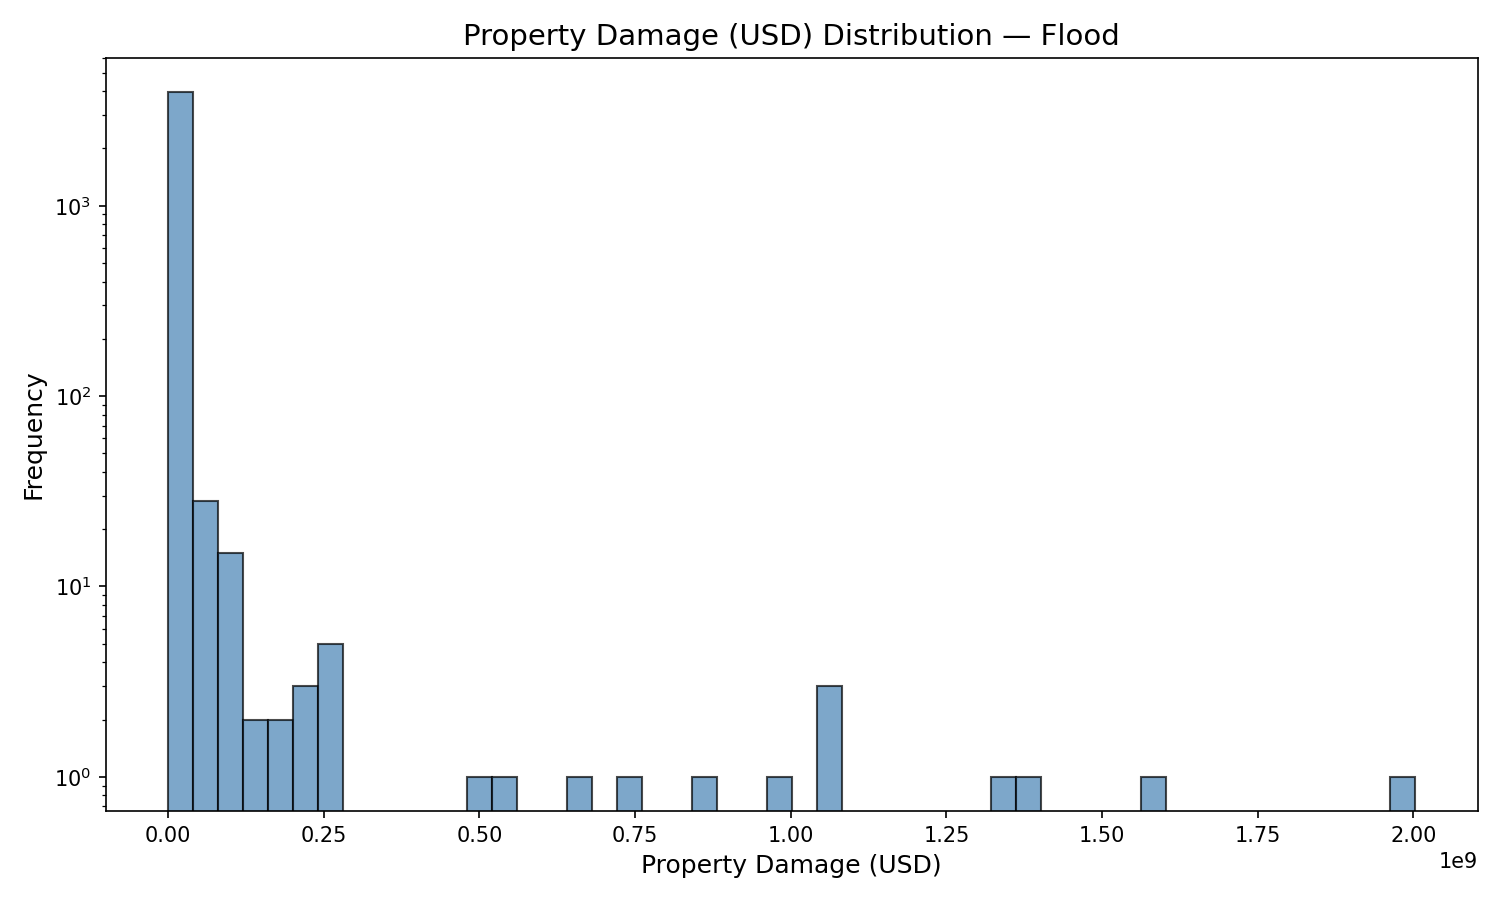 Property Damage (USD) Distribution — Flood
Frequency
10³
10²
10¹
10⁰
0.00 0.25 0.50 0.75 1.00 1.25 1.50 1.75 2.00
1e9
Property Damage (USD)